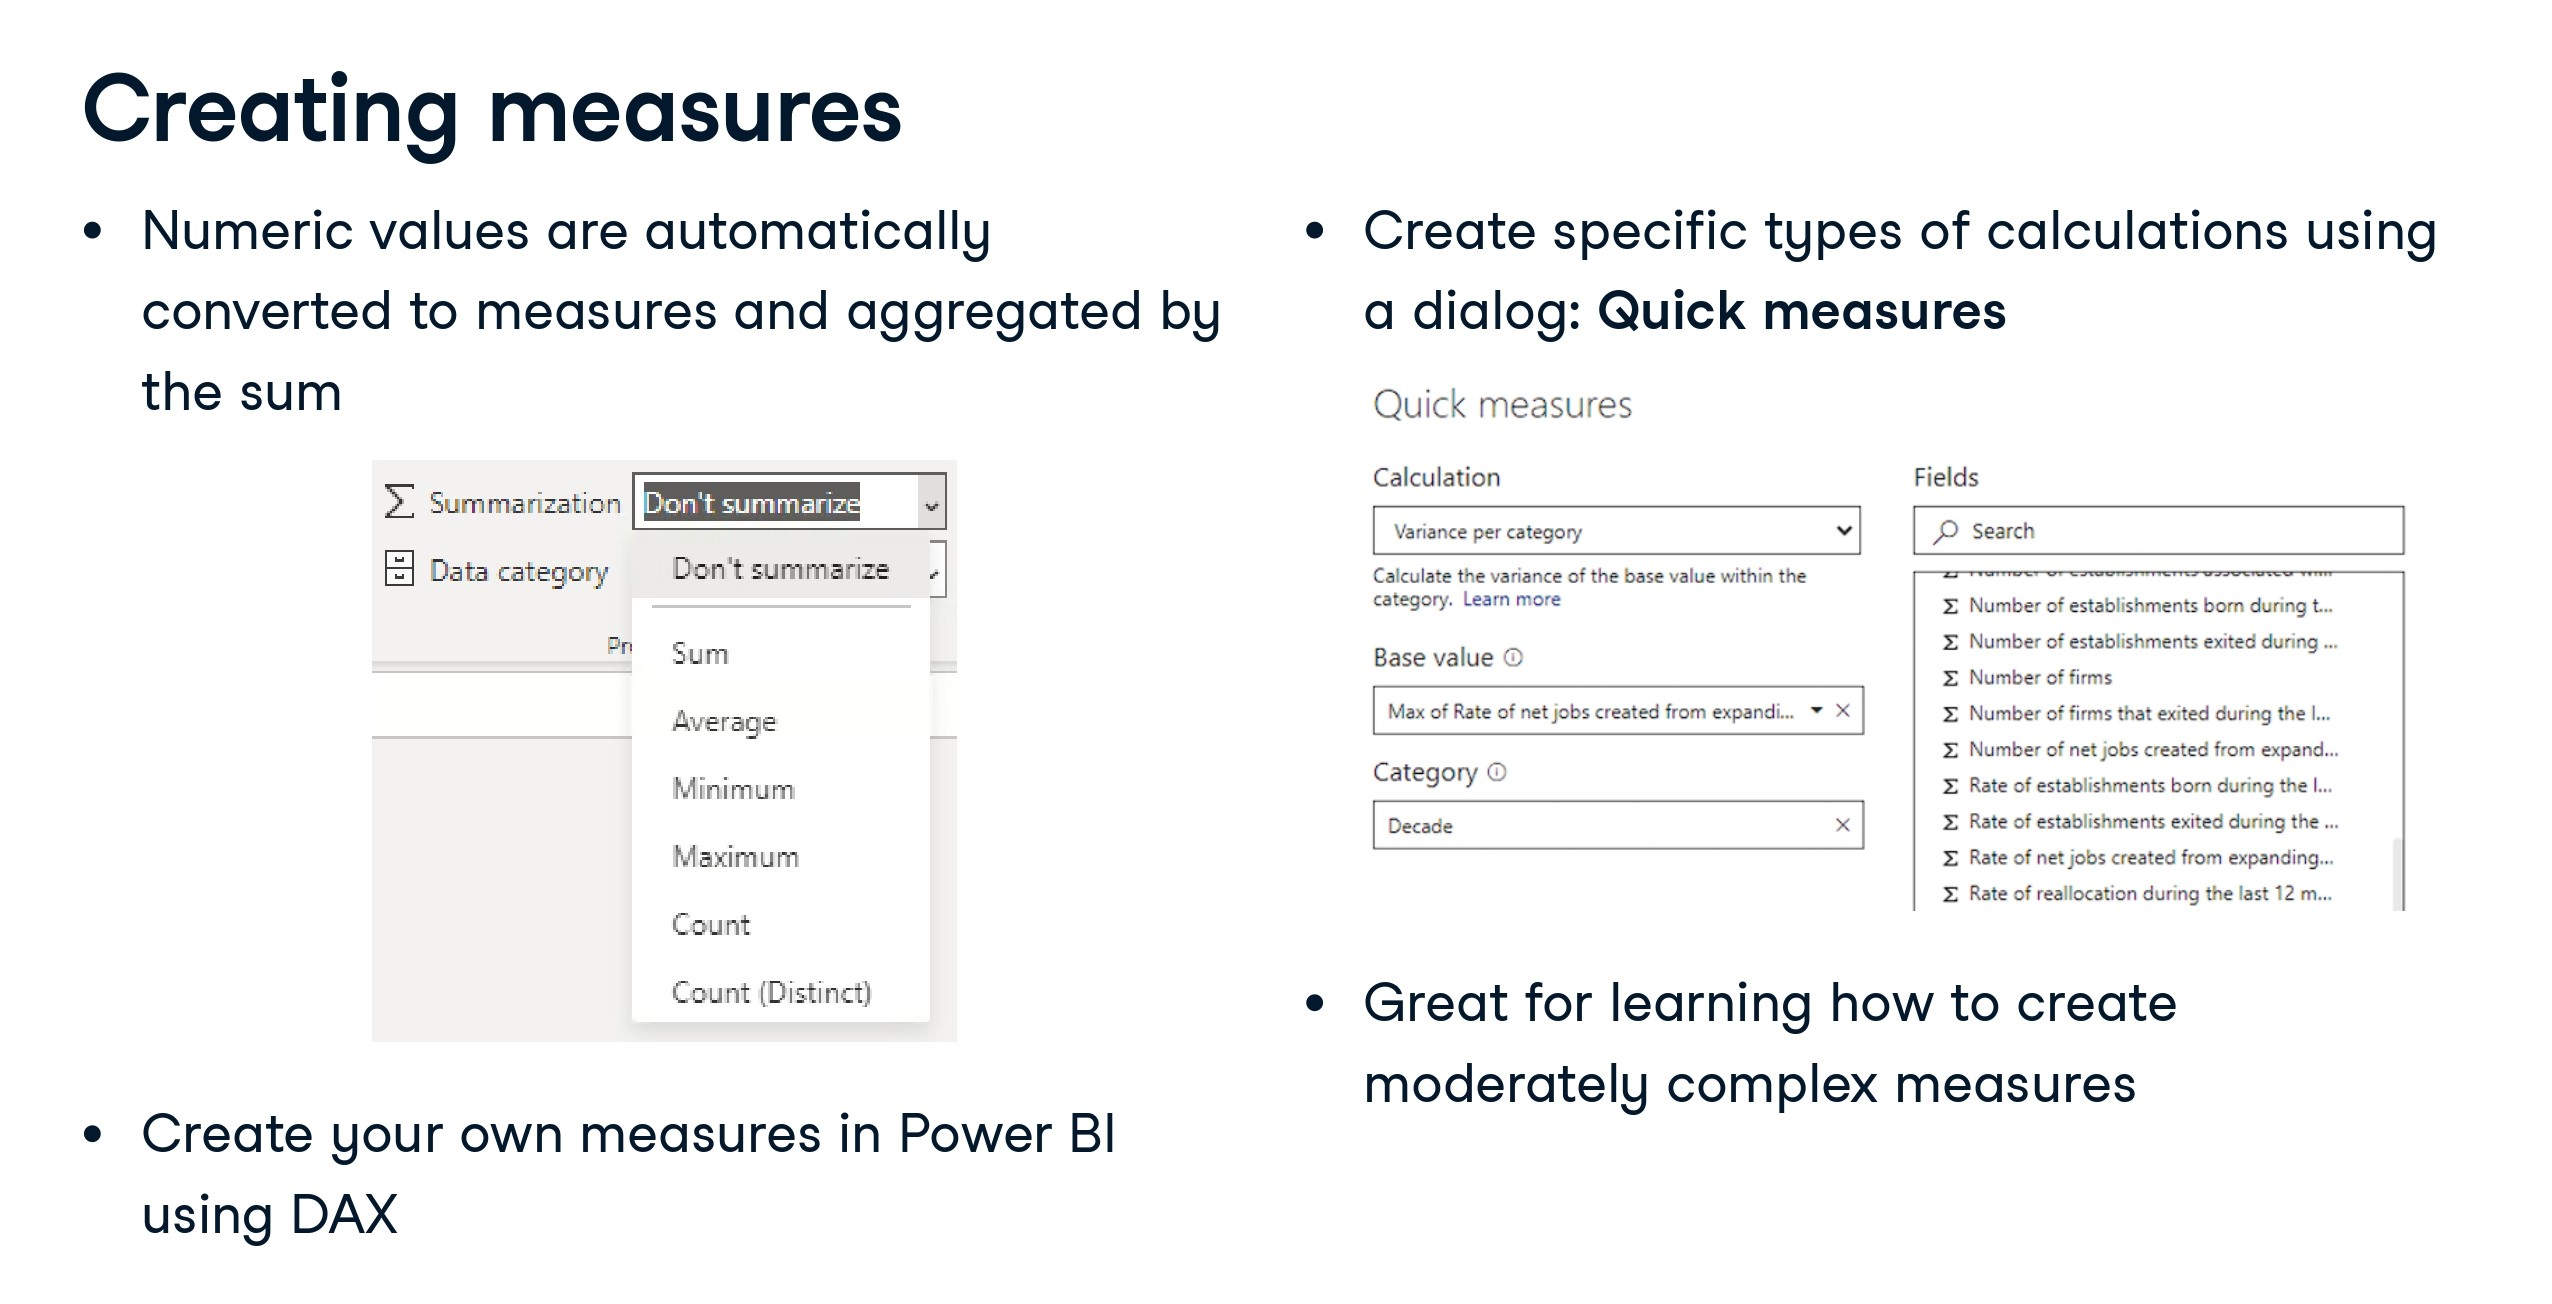 Creating measures
• Numeric values are automatically
converted to measures and aggregated by
the sum
Summarization Don't summarize
Data category
Don't summarize
Sum
Average
Minimum
Maximum
Count
Count (Distinct)
• Create your own measures in Power BI
using DAX
• Create specific types of calculations using
a dialog: Quick measures
Quick measures
Calculation
Variance per category
Calculate the variance of the base value within the
category. Learn more
Base value
Max of Rate of net jobs created from expandi...
Category
Decade
Fields
Search
Number of establishments associated wi...
Number of establishments born during t...
Number of establishments exited during ...
Number of firms
Number of firms that exited during the l...
Number of net jobs created from expand...
Rate of establishments born during the l...
Rate of establishments exited during the ...
Rate of net jobs created from expanding...
Rate of reallocation during the last 12 m...
• Great for learning how to create
moderately complex measures